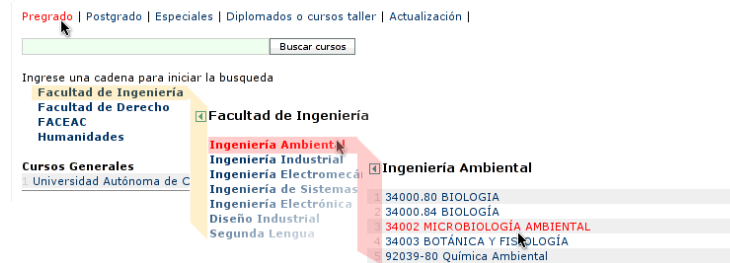 Pregrado | Postgrado | Especiales | Diplomados o cursos taller | Actualización |
Buscar cursos
Ingrese una cadena para iniciar la busqueda
Facultad de Ingeniería
Facultad de Derecho
FACEAC
Humanidades
Cursos Generales
1 Universidad Autónoma de C
Facultad de Ingeniería
Ingeniería Ambiental
Ingeniería Industrial
Ingeniería Electromecá
Ingeniería de Sistemas
Ingeniería Electrónica
Diseño Industrial
Segunda Lengua
Ingeniería Ambiental
1 34000.80 BIOLOGIA
2 34000.84 BIOLOGÍA
3 34002 MICROBIOLOGÍA AMBIENTAL
4 34003 BOTÁNICA Y FISIOLOGÍA
5 92039-80 Química Ambiental